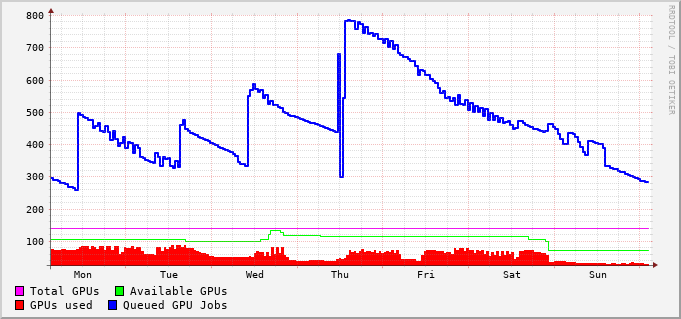 800
700
600
500
400
300
200
100
Mon Tue Wed Thu Fri Sat Sun
Total GPUs Available GPUs
GPUs used Queued GPU Jobs
RRDTOOL / TOBI OETIKER